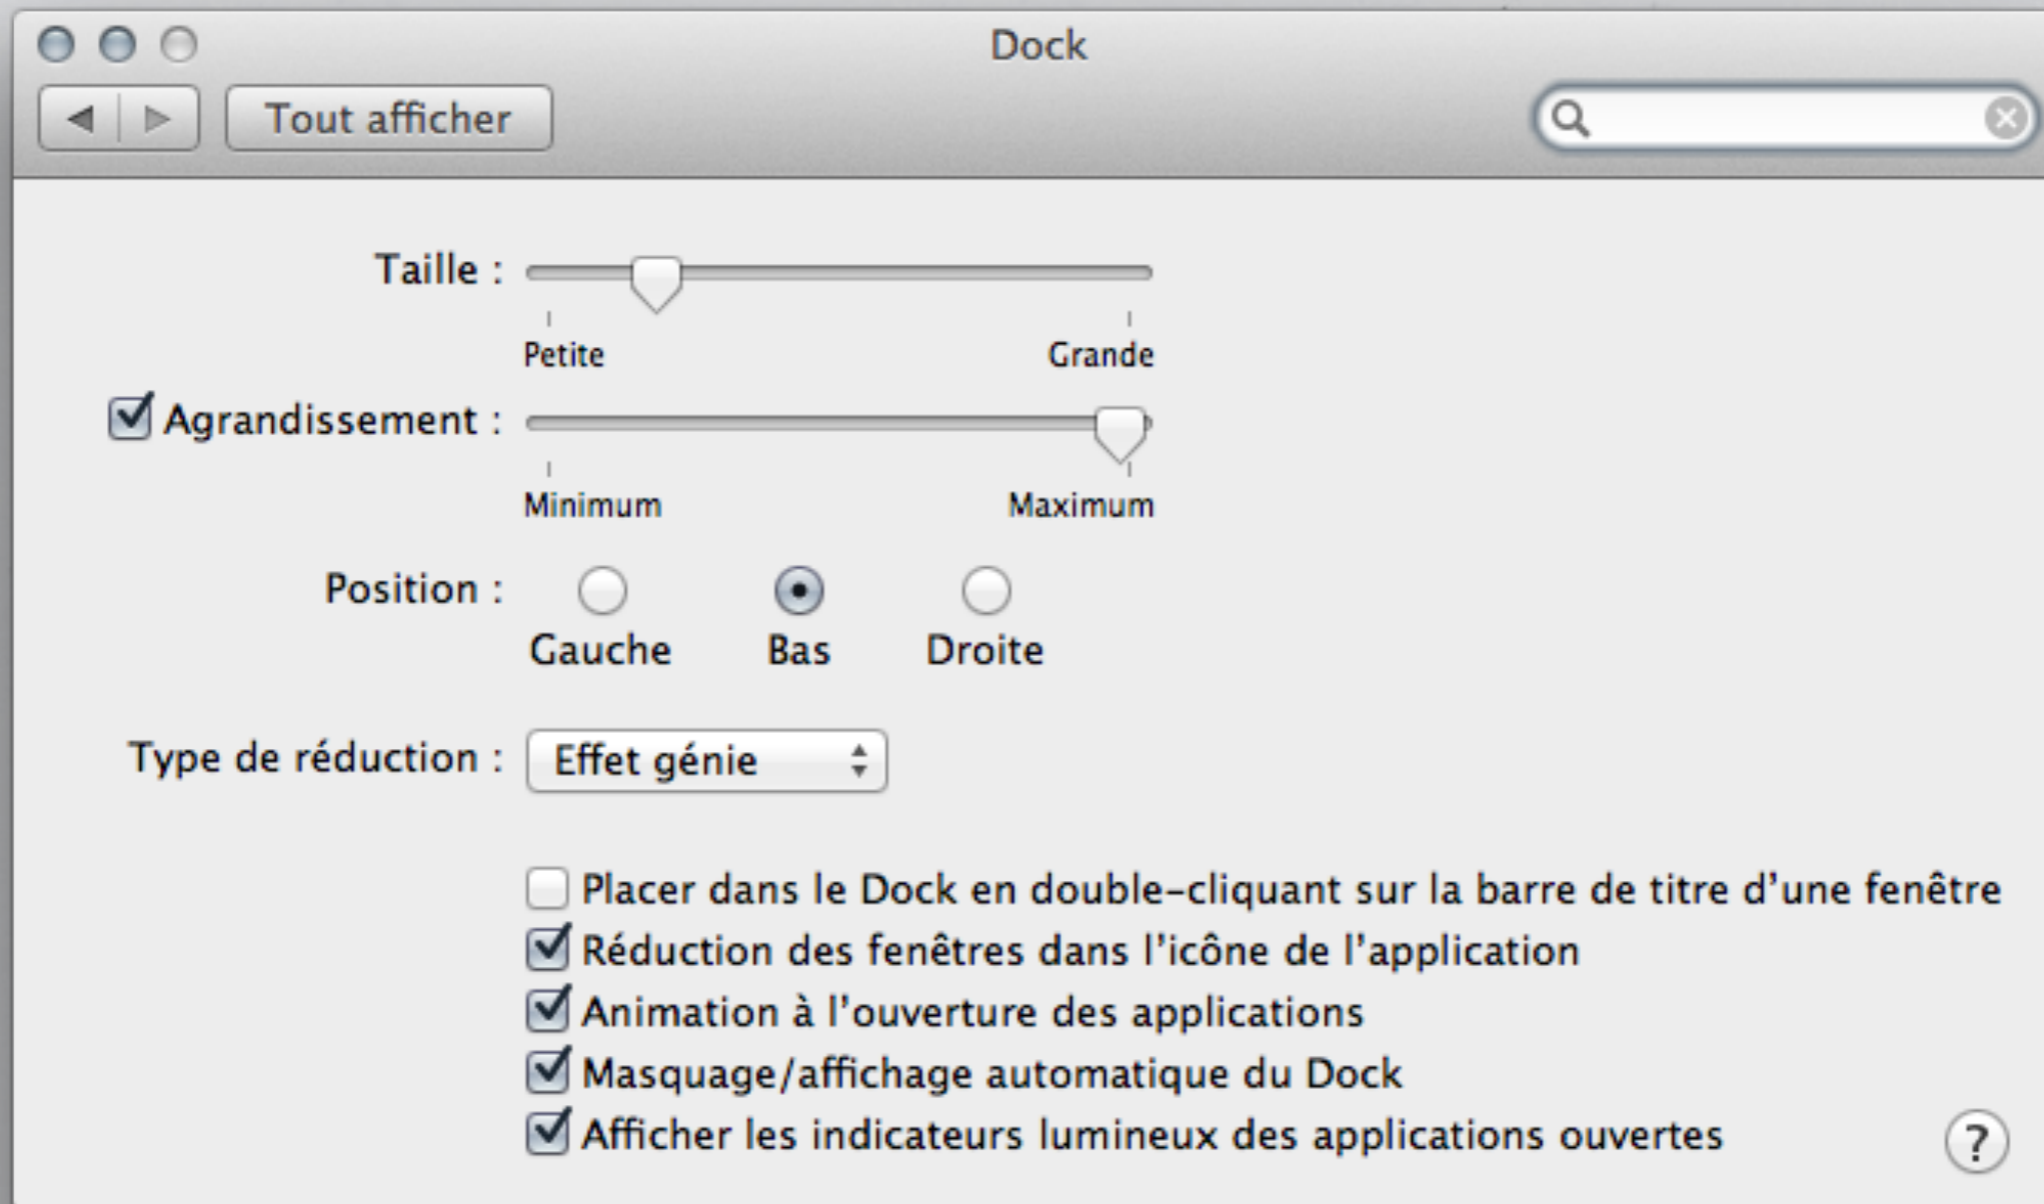 Dock
Tout afficher
Taille :
Petite Grande
Agrandissement :
Minimum Maximum
Position :
Gauche Bas Droite
Type de réduction : Effet génie
Placer dans le Dock en double-cliquant sur la barre de titre d’une fenêtre
Réduction des fenêtres dans l’icône de l’application
Animation à l’ouverture des applications
Masquage/affichage automatique du Dock
Afficher les indicateurs lumineux des applications ouvertes
?